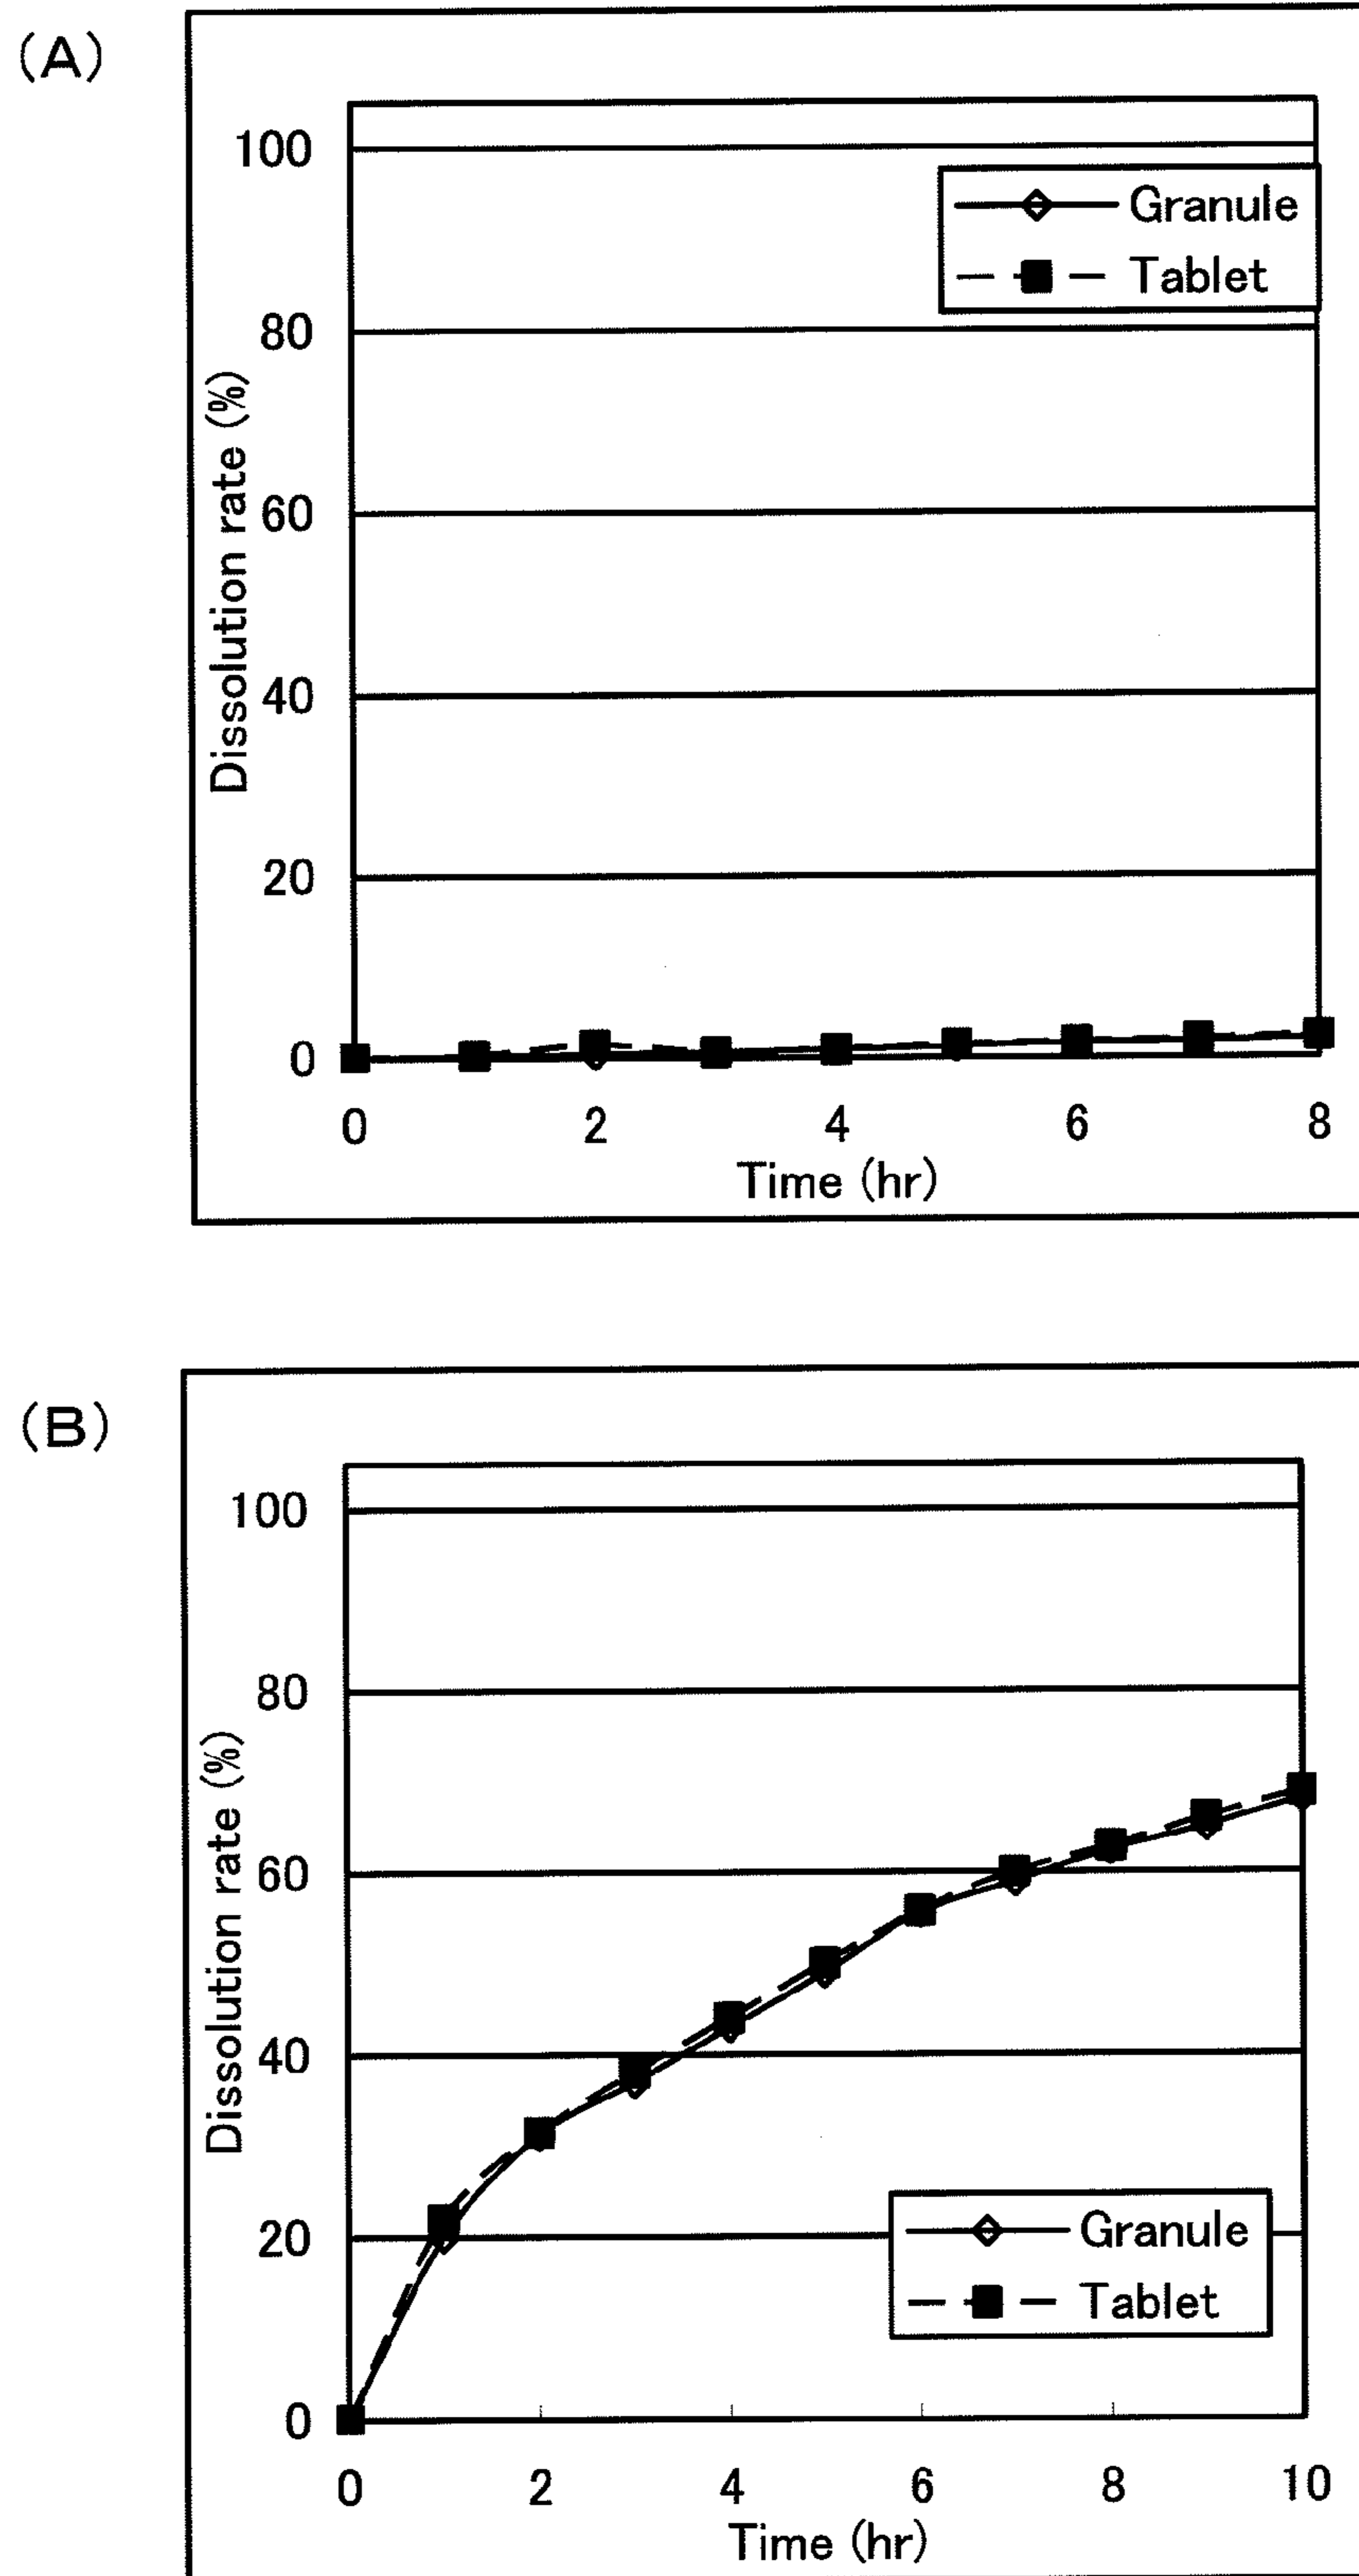 (A)
100
80
60
40
20
0
Dissolution rate (%)
Granule
Tablet
0 2 4 6 8
Time (hr)
(B)
100
80
60
40
20
0
Dissolution rate (%)
Granule
Tablet
0 2 4 6 8 10
Time (hr)